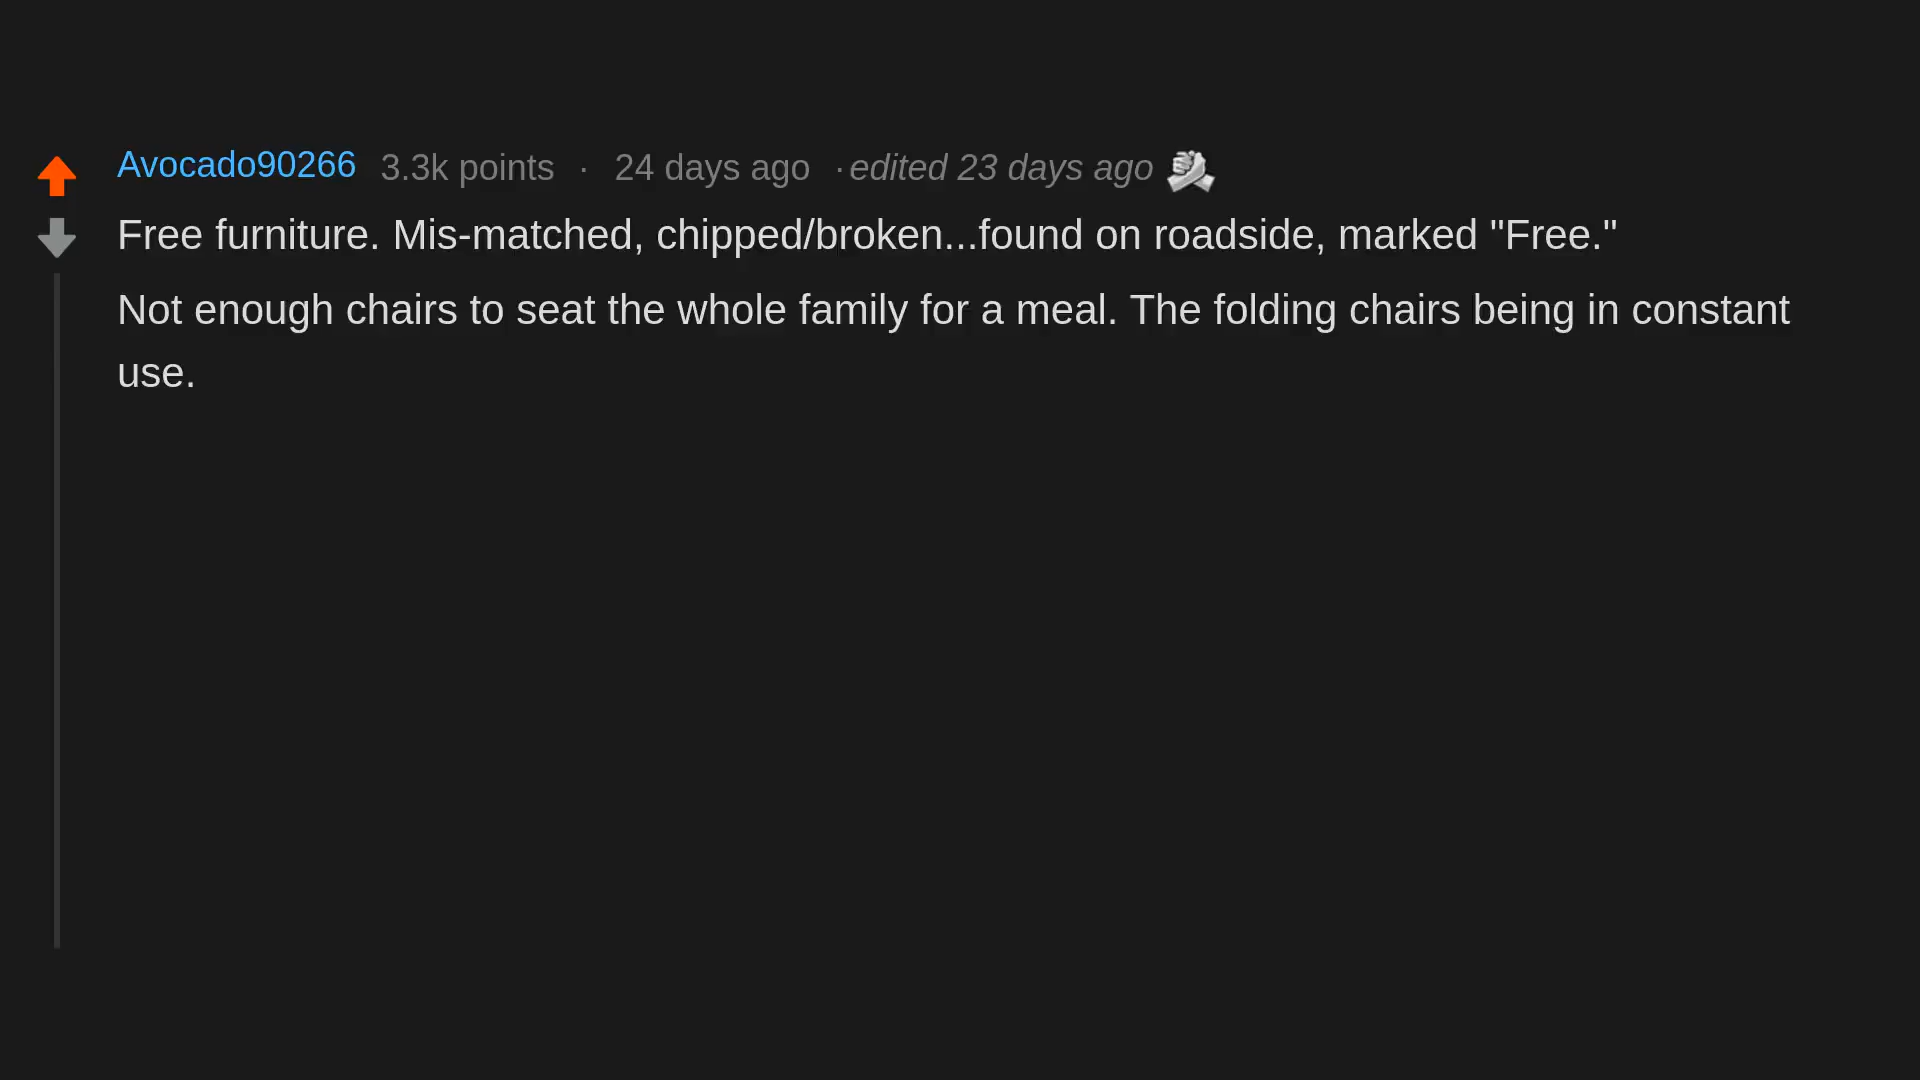 Avocado90266 3.3k points · 24 days ago · edited 23 days ago
Free furniture. Mis-matched, chipped/broken...found on roadside, marked "Free."
Not enough chairs to seat the whole family for a meal. The folding chairs being in constant
use.